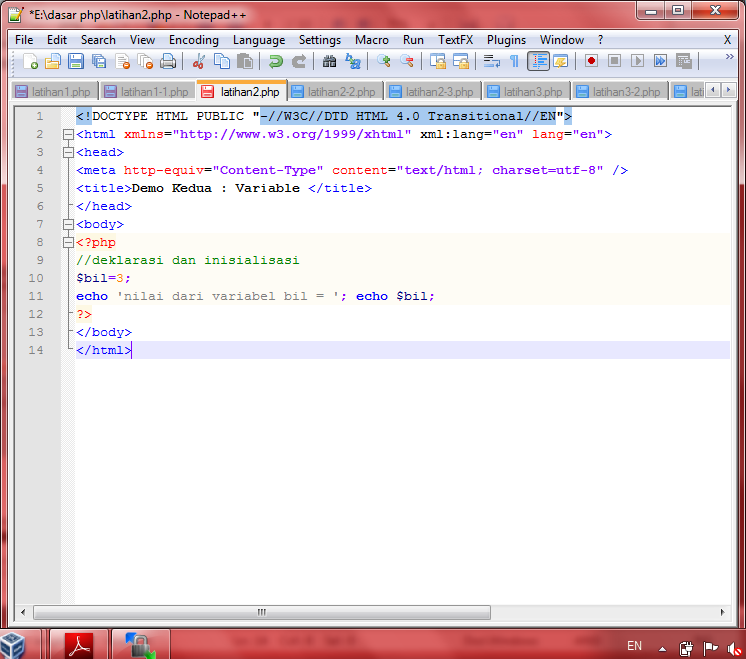 *E:\dasar php\latihan2.php - Notepad++
File Edit Search View Encoding Language Settings Macro Run TextFX Plugins Window ? X
latihan1.php latihan1-1.php latihan2.php latihan2-2.php latihan2-3.php latihan3.php latihan3-2.php lati
1 <!DOCTYPE HTML PUBLIC "-//W3C//DTD HTML 4.0 Transitional//EN">
2 <html xmlns="http://www.w3.org/1999/xhtml" xml:lang="en" lang="en">
3 <head>
4 <meta http-equiv="Content-Type" content="text/html; charset=utf-8" />
5 <title>Demo Kedua : Variable </title>
6 </head>
7 <body>
8 <?php
9 //deklarasi dan inisialisasi
10 $bil=3;
11 echo 'nilai dari variabel bil = '; echo $bil;
12 ?>
13 </body>
14 </html>
EN